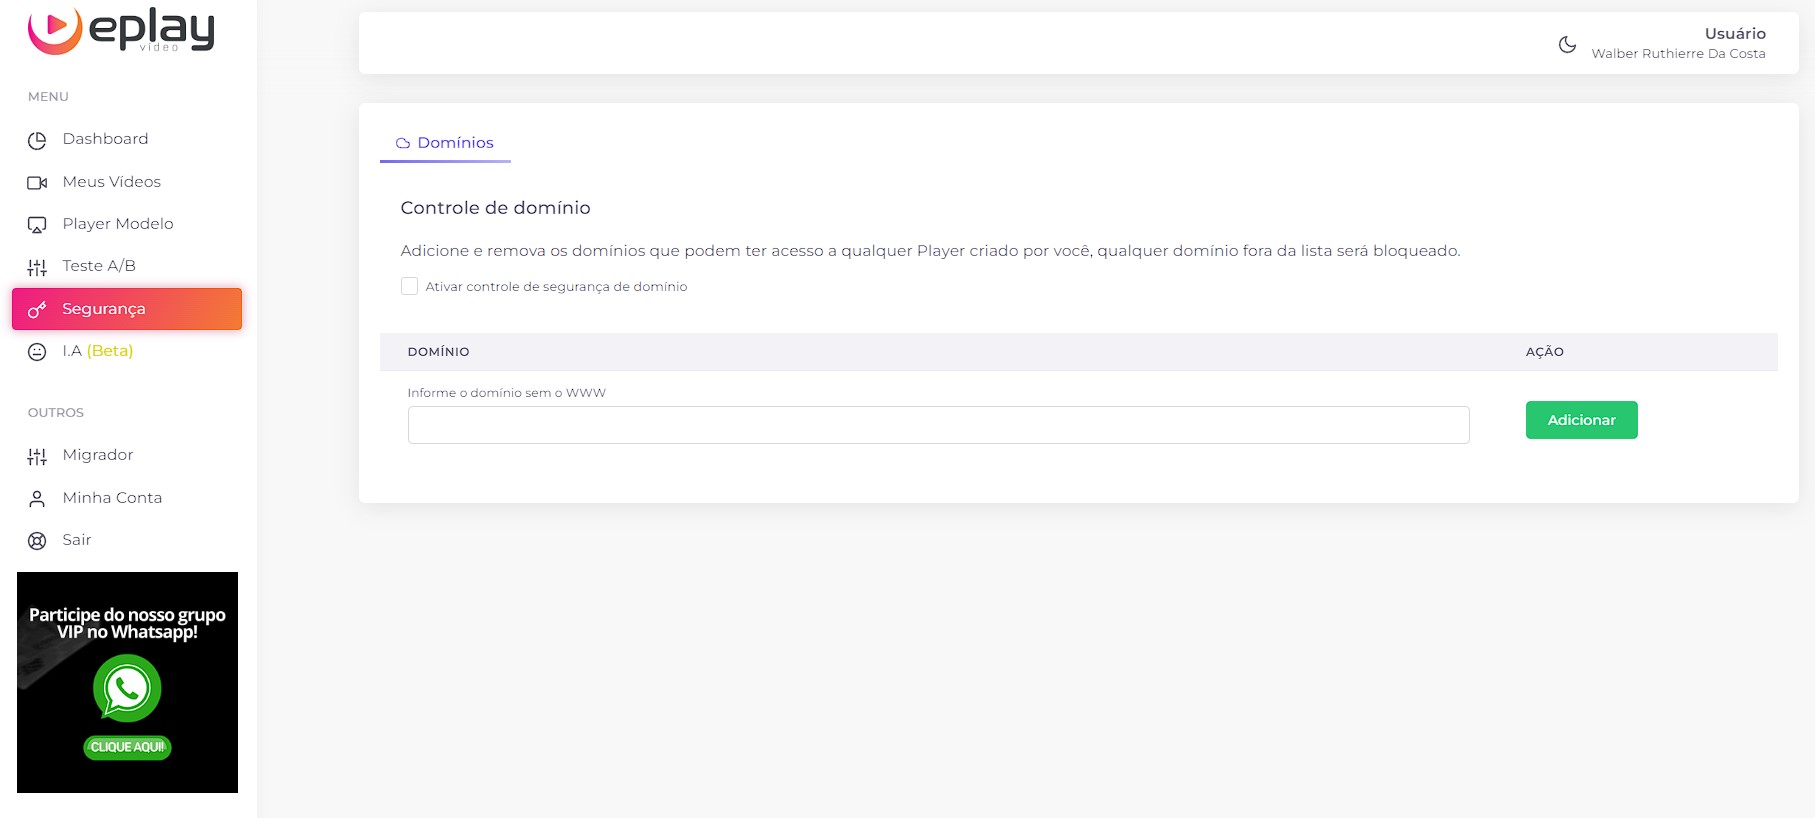 eplay
video
MENU
Dashboard
Meus Vídeos
Player Modelo
Teste A/B
Segurança
I.A (Beta)
OUTROS
Migrador
Minha Conta
Sair
Participe do nosso grupo
VIP no Whatsapp!
CLIQUE AQUI!
Usuário
Walber Ruthierre Da Costa
Domínios
Controle de domínio
Adicione e remova os domínios que podem ter acesso a qualquer Player criado por você, qualquer domínio fora da lista será bloqueado.
Ativar controle de segurança de domínio
DOMÍNIO AÇÃO
Informe o domínio sem o WWW
Adicionar